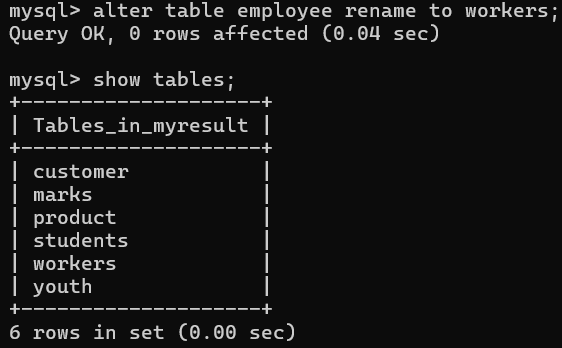 mysql> alter table employee rename to workers;
Query OK, 0 rows affected (0.04 sec)
mysql> show tables;
+--------------------+
| Tables_in_myresult |
+--------------------+
| customer           |
| marks              |
| product            |
| students           |
| workers            |
| youth              |
+--------------------+
6 rows in set (0.00 sec)